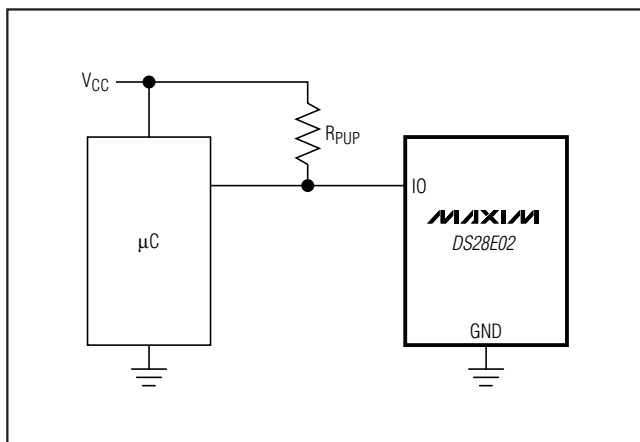 VCC
RPUP
IO
MAXIM
µC
DS28E02
GND